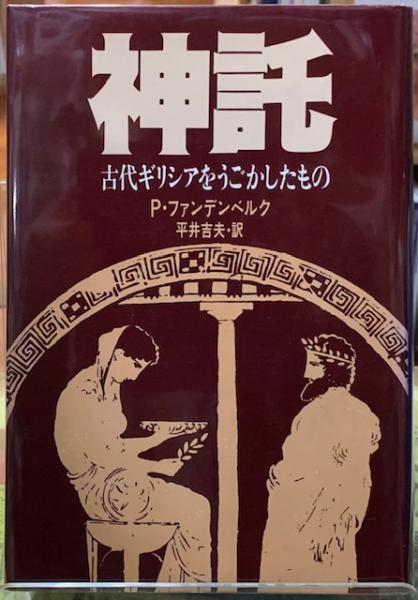 神託
古代ギリシアをうごかしたもの
P・ファンデンベルク
平井吉夫・訳